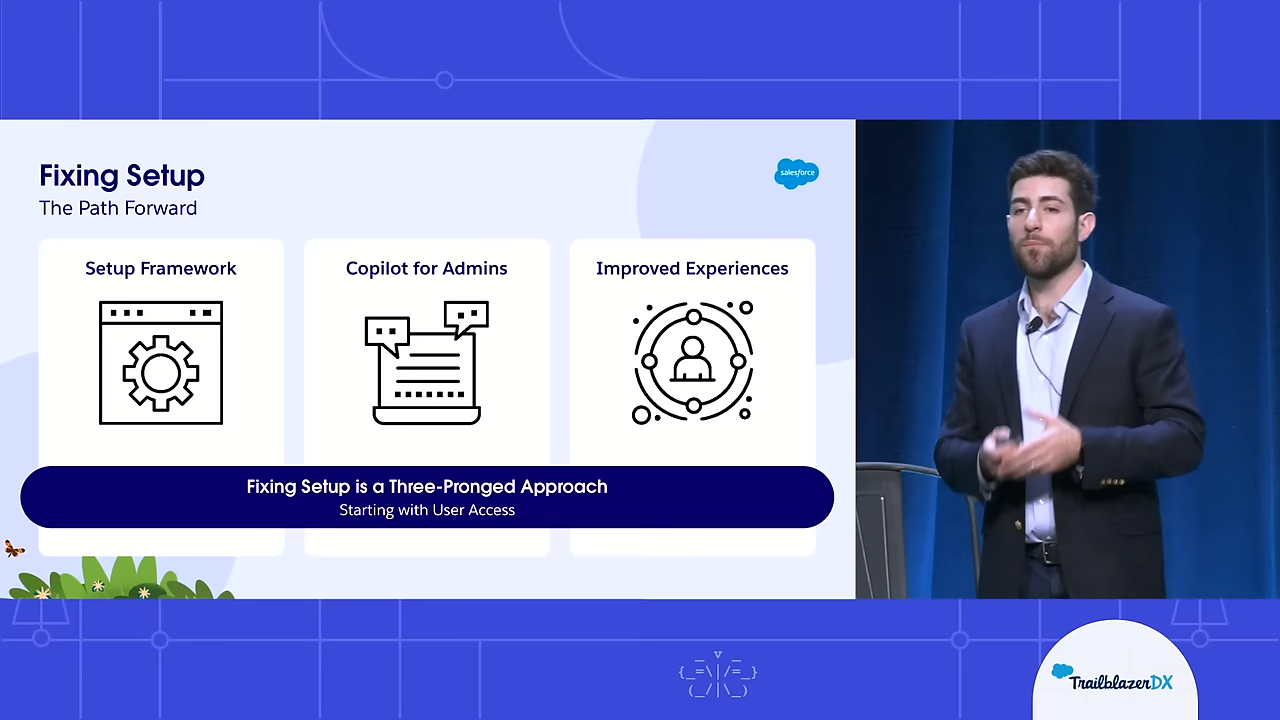 Fixing Setup
The Path Forward
salesforce
Setup Framework
Copilot for Admins
Improved Experiences
Fixing Setup is a Three-Pronged Approach
Starting with User Access
TrailblazerDX